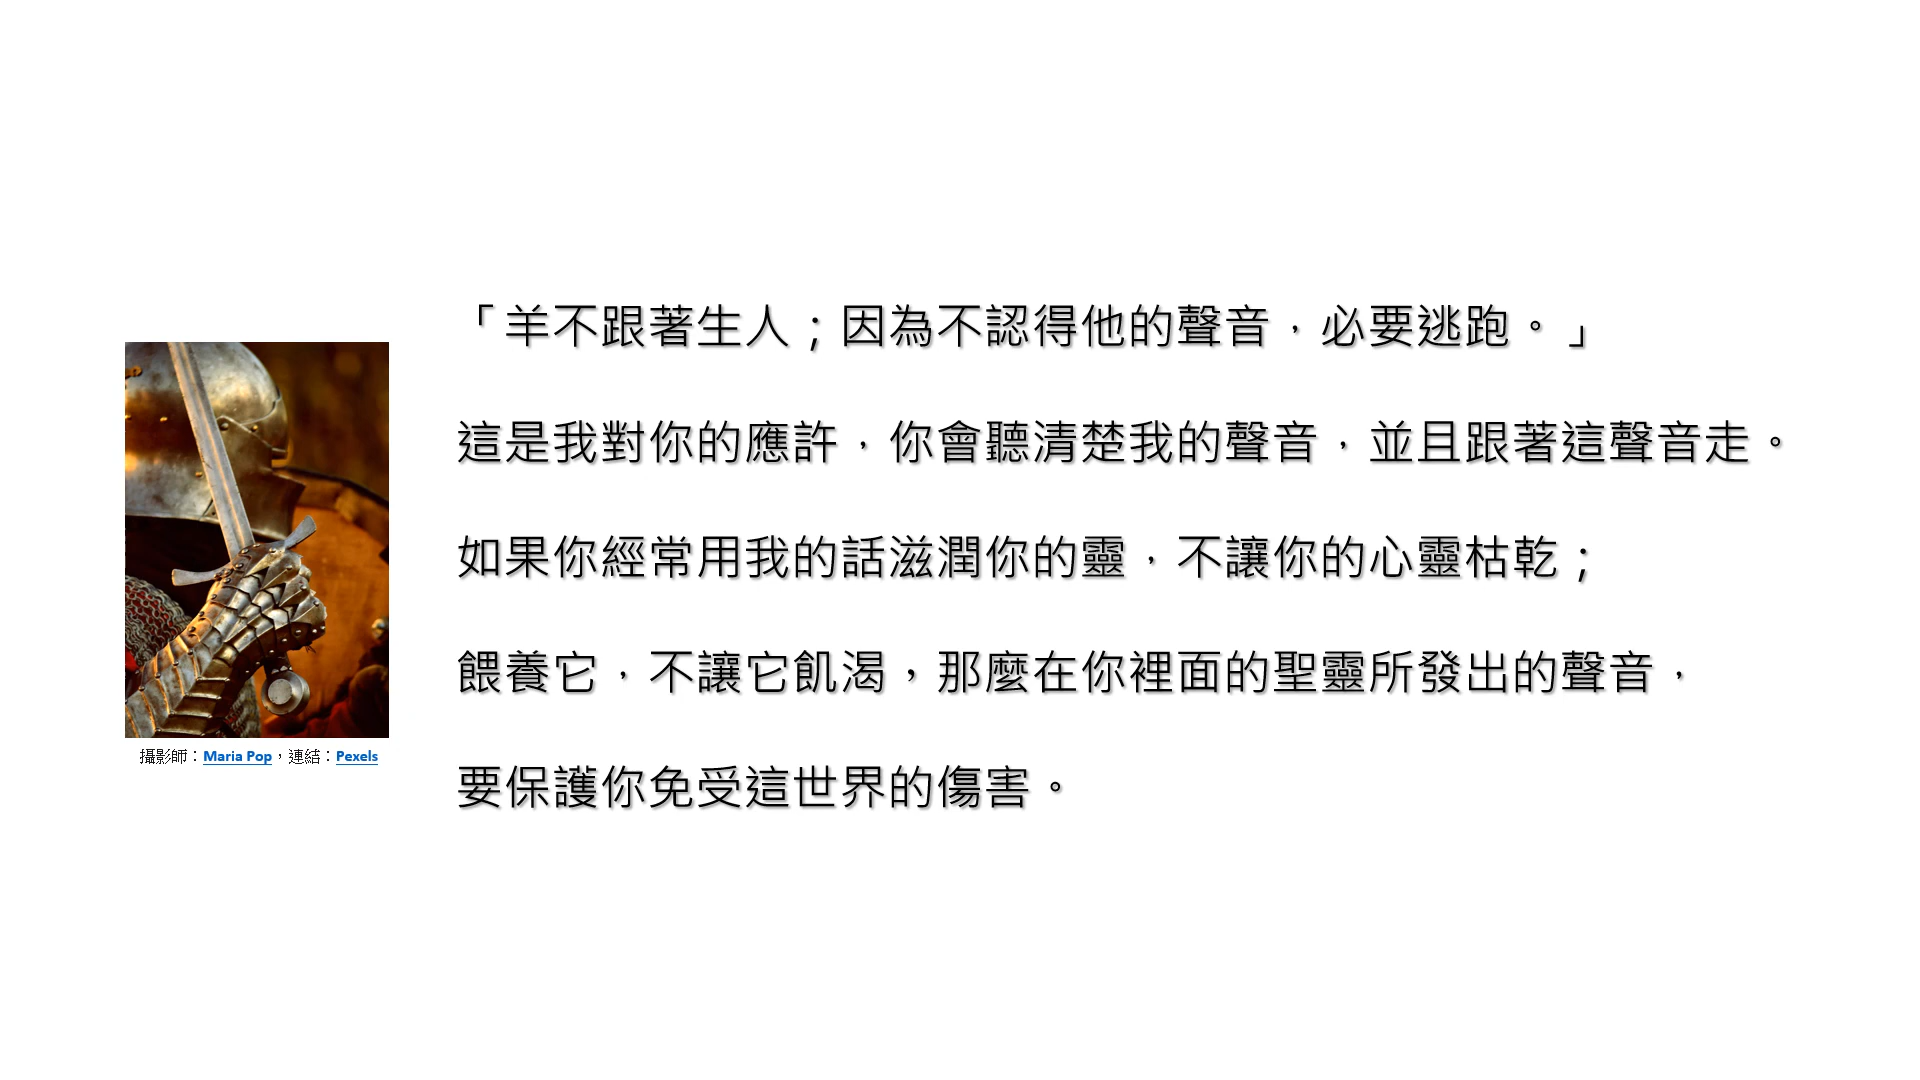 「羊不跟著生人；因為不認得他的聲音，必要逃跑。」
這是我對你的應許，你會聽清楚我的聲音，並且跟著這聲音走。
如果你經常用我的話滋潤你的靈，不讓你的心靈枯乾；
餵養它，不讓它飢渴，那麼在你裡面的聖靈所發出的聲音，
要保護你免受這世界的傷害。
攝影師：Maria Pop，連結：Pexels